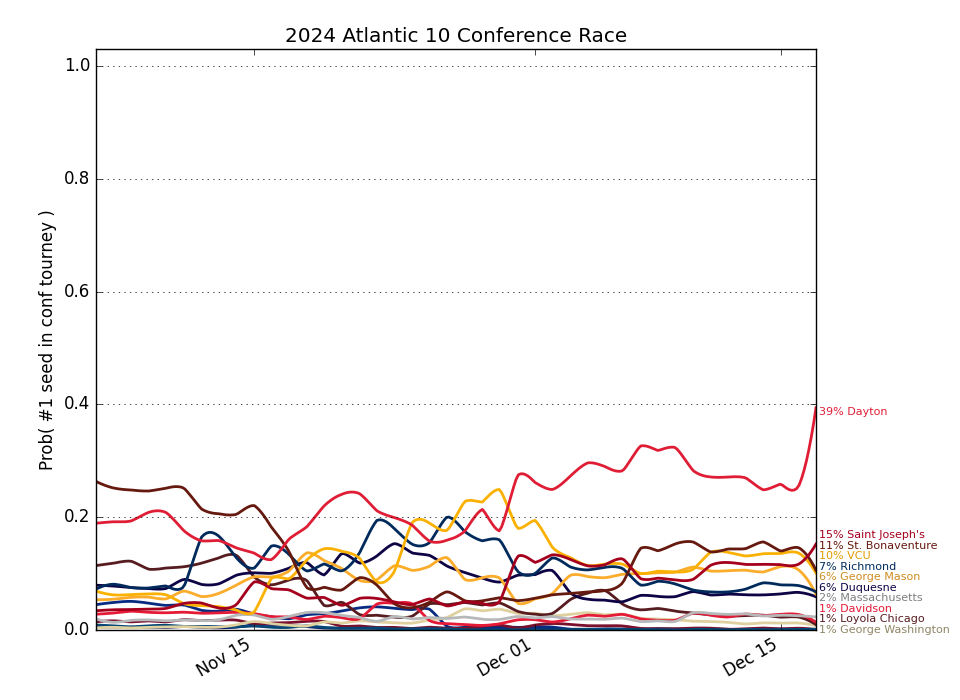 2024 Atlantic 10 Conference Race
Prob( #1 seed in conf tourney )
1.0
0.8
0.6
0.4
0.2
0.0
Nov 15
Dec 01
Dec 15
39% Dayton
15% Saint Joseph's
11% St. Bonaventure
10% VCU
7% Richmond
6% George Mason
6% Duquesne
2% Massachusetts
1% Davidson
1% Loyola Chicago
1% George Washington